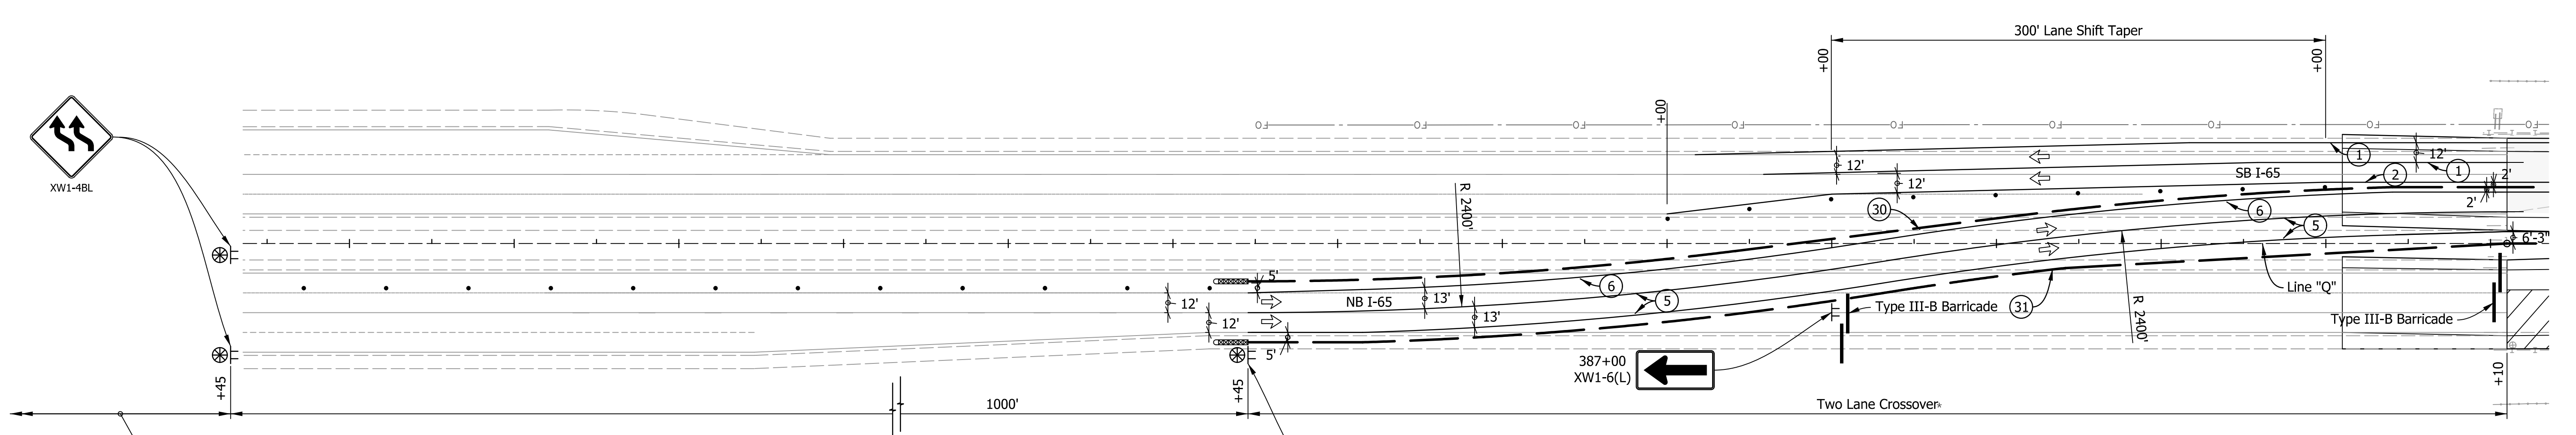 300' Lane Shift Taper
+00
+00
+00
XW1-4BL
12'
12'
1
12'
1
2
SB I-65
2'
2'
R 2400'
30
6
5
6'-3"
5'
6
NB I-65
13'
5
12'
12'
13'
5'
Type III-B Barricade
31
R 2400'
Line "Q"
Type III-B Barricade
387+00
XW1-6(L)
+45
+45
+10
1000'
Two Lane Crossover*